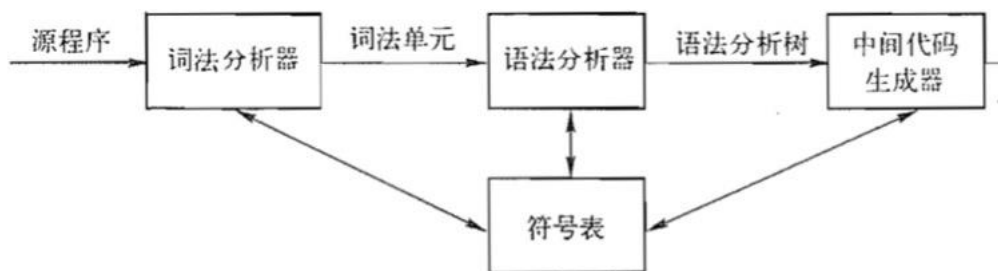 源程序
词法分析器
词法单元
语法分析器
语法分析树
中间代码
生成器
符号表